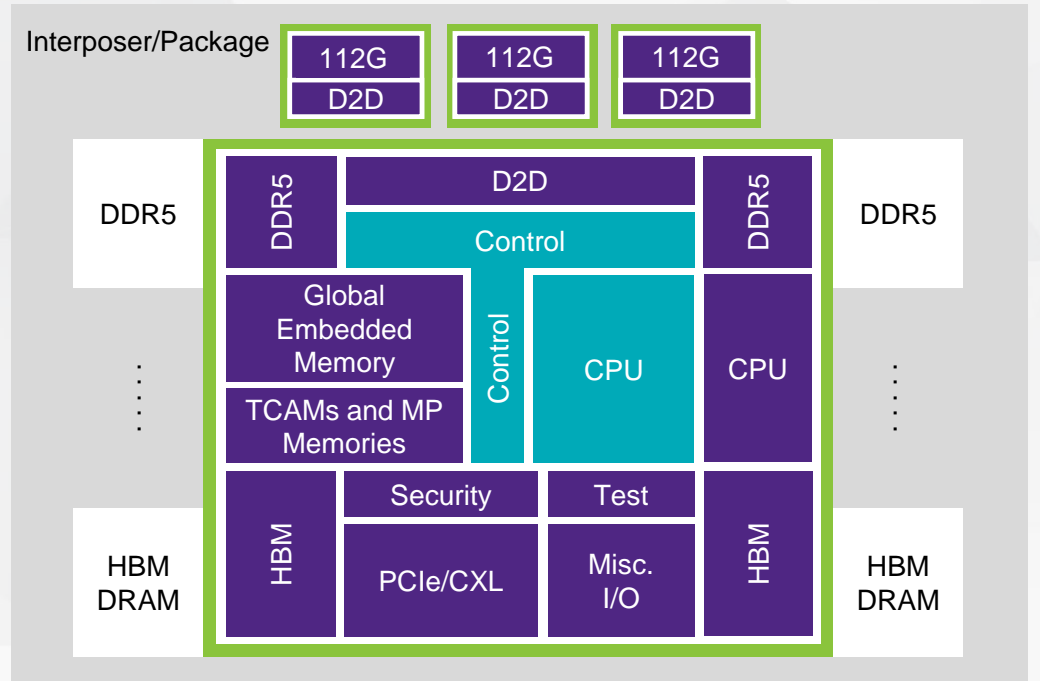 Interposer/Package
112G
D2D
112G
D2D
112G
D2D
DDR5
DDR5
D2D
DDR5
DDR5
Control
Global
Embedded
Memory
Control
CPU
CPU
TCAMs and MP
Memories
HBM
DRAM
HBM
Security
Test
HBM
PCIe/CXL
Misc.
I/O
HBM
DRAM